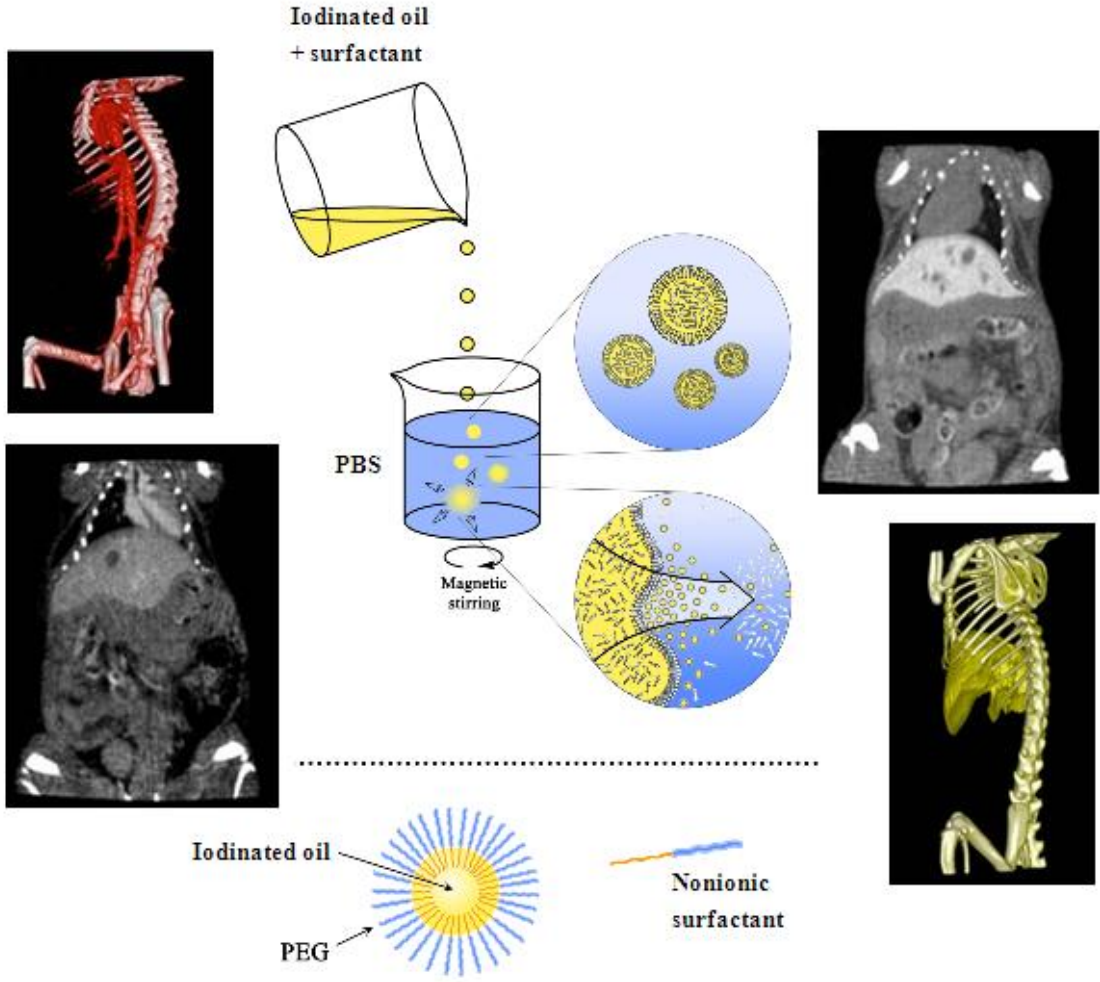 Iodinated oil
+ surfactant
PBS
Magnetic
stirring
Iodinated oil
Nonionic
surfactant
PEG